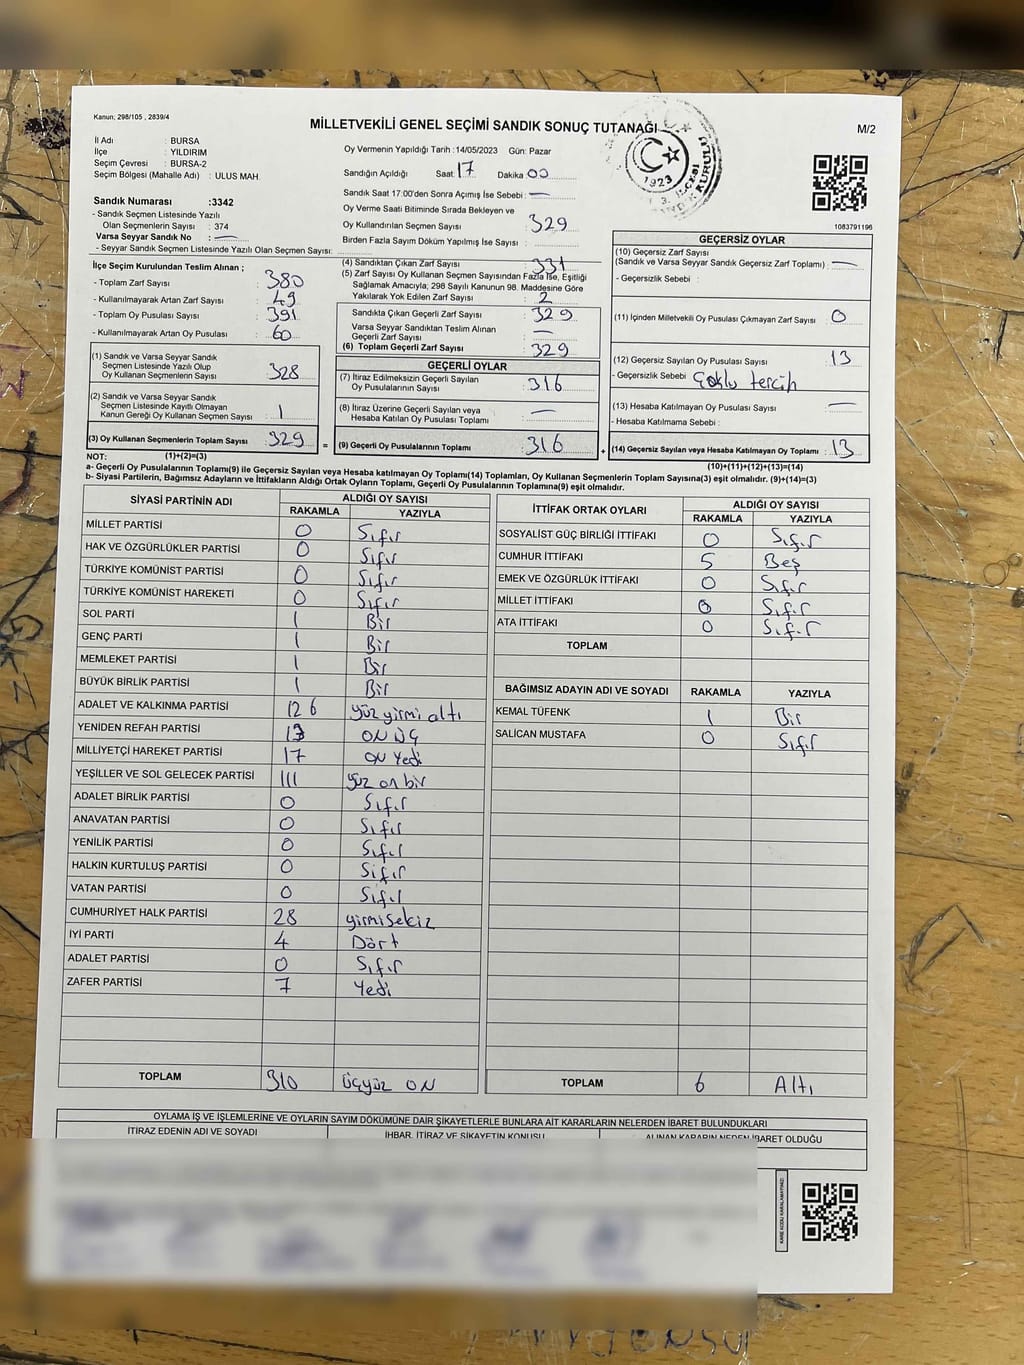 Kanun: 298/105 , 2839/4
MİLLETVEKİLİ GENEL SEÇİMİ SANDIK SONUÇ TUTANAĞI
M/2
İl Adı : BURSA
İlçe : YILDIRIM
Seçim Çevresi : BURSA-2
Seçim Bölgesi (Mahalle Adı) : ULUS MAH.
Sandık Numarası :3342
- Sandık Seçmen Listesinde Yazılı
Olan Seçmenlerin Sayısı : 374
Varsa Seyyar Sandık No : —
- Seyyar Sandık Seçmen Listesinde Yazılı Olan Seçmen Sayısı:
Oy Vermenin Yapıldığı Tarih : 14/05/2023 Gün: Pazar
Sandığın Açıldığı Saat : 17 Dakika : 00
Sandık Saat 17:00'den Sonra Açımış İse Sebebi : —
Oy Verme Saati Bitiminde Sırada Bekleyen ve
Oy Kullandırılan Seçmen Sayısı : 329
Birden Fazla Sayım Döküm Yapılmış İse Sayısı :
1923
1083791196
İlçe Seçim Kurulundan Teslim Alınan ;
- Toplam Zarf Sayısı : 380
- Kullanılmayarak Artan Zarf Sayısı : 49
- Toplam Oy Pusulası Sayısı : 391
- Kullanılmayarak Artan Oy Pusulası : 60
(1) Sandık ve Varsa Seyyar Sandık
Seçmen Listesinde Yazılı Olup
Oy Kullanan Seçmenlerin Sayısı : 328
(2) Sandık ve Varsa Seyyar Sandık
Seçmen Listesinde Kayıtlı Olmayan
Kanun Gereği Oy Kullanan Seçmen Sayısı : 1
(3) Oy Kullanan Seçmenlerin Toplam Sayısı : 329
(4) Sandıktan Çıkan Zarf Sayısı : 331
(5) Zarf Sayısı Oy Kullanan Seçmen Sayısından Fazla İse, Eşitliği
Sağlamak Amacıyla; 298 Sayılı Kanunun 98. Maddesine Göre
Yakılarak Yok Edilen Zarf Sayısı : 2
Sandıkta Çıkan Geçerli Zarf Sayısı : 329
Varsa Seyyar Sandıktan Teslim Alınan
Geçerli Zarf Sayısı : —
(6) Toplam Geçerli Zarf Sayısı : 329
GEÇERLİ OYLAR
(7) İtiraz Edilmeksizin Geçerli Sayılan
Oy Pusulalarının Sayısı : 316
(8) İtiraz Üzerine Geçerli Sayılan veya
Hesaba Katılan Oy Pusulaları Toplamı : —
= (9) Geçerli Oy Pusulalarının Toplamı : 316
GEÇERSİZ OYLAR
(10) Geçersiz Zarf Sayısı
(Sandık ve Varsa Seyyar Sandık Geçersiz Zarf Toplamı) : —
- Geçersizlik Sebebi :
(11) İçinden Milletvekili Oy Pusulası Çıkmayan Zarf Sayısı : 0
(12) Geçersiz Sayılan Oy Pusulası Sayısı : 13
- Geçersizlik Sebebi : Çoklu tercih
(13) Hesaba Katılmayan Oy Pusulası Sayısı : —
- Hesaba Katılmama Sebebi :
+ (14) Geçersiz Sayılan veya Hesaba Katılmayan Oy Toplamı : 13
NOT: (1)+(2)=(3)
(10)+(11)+(12)+(13)=(14)
a- Geçerli Oy Pusulalarının Toplamı(9) ile Geçersiz Sayılan veya Hesaba katılmayan Oy Toplamı(14) Toplamları, Oy Kullanan Seçmenlerin Toplam Sayısına(3) eşit olmalıdır. (9)+(14)=(3)
b- Siyasi Partilerin, Bağımsız Adayların ve İttifakların Aldığı Ortak Oyların Toplamı, Geçerli Oy Pusulalarının Toplamına(9) eşit olmalıdır.
SİYASİ PARTİNİN ADI ALDIĞI OY SAYISI
RAKAMLA YAZIYLA
MİLLET PARTİSİ 0 Sıfır
HAK VE ÖZGÜRLÜKLER PARTİSİ 0 Sıfır
TÜRKİYE KOMÜNİST PARTİSİ 0 Sıfır
TÜRKİYE KOMÜNİST HAREKETİ 0 Sıfır
SOL PARTİ 1 Bir
GENÇ PARTİ 1 Bir
MEMLEKET PARTİSİ 1 Bir
BÜYÜK BİRLİK PARTİSİ 1 Bir
ADALET VE KALKINMA PARTİSİ 126 yüz yirmi altı
YENİDEN REFAH PARTİSİ 13 ON ÜÇ
MİLLİYETÇİ HAREKET PARTİSİ 17 ON Yedi
YEŞİLLER VE SOL GELECEK PARTİSİ 111 yüz on bir
ADALET BİRLİK PARTİSİ 0 Sıfır
ANAVATAN PARTİSİ 0 Sıfır
YENİLİK PARTİSİ 0 Sıfır
HALKIN KURTULUŞ PARTİSİ 0 Sıfır
VATAN PARTİSİ 0 Sıfır
CUMHURİYET HALK PARTİSİ 28 yirmisekiz
İYİ PARTİ 4 Dört
ADALET PARTİSİ 0 Sıfır
ZAFER PARTİSİ 7 Yedi
TOPLAM 310 üçyüz ON
İTTİFAK ORTAK OYLARI ALDIĞI OY SAYISI
RAKAMLA YAZIYLA
SOSYALİST GÜÇ BİRLİĞİ İTTİFAKI 0 Sıfır
CUMHUR İTTİFAKI 5 Beş
EMEK VE ÖZGÜRLÜK İTTİFAKI 0 Sıfır
MİLLET İTTİFAKI 0 Sıfır
ATA İTTİFAKI 0 Sıfır
TOPLAM
BAĞIMSIZ ADAYIN ADI VE SOYADI RAKAMLA YAZIYLA
KEMAL TÜFENK 1 Bir
SALİCAN MUSTAFA 0 Sıfır
TOPLAM 6 Altı
OYLAMA İŞ VE İŞLEMLERİNE VE OYLARIN SAYIM DÖKÜMÜNE DAİR ŞİKAYETLERLE BUNLARA AİT KARARLARIN NELERDEN İBARET BULUNDUKLARI
İTİRAZ EDENİN ADI VE SOYADI İHBAR, İTİRAZ VE ŞİKAYETİN KONUSU ALINAN KARARIN NEDEN İBARET OLDUĞU
KARE KODU KARALAMAYINIZ!